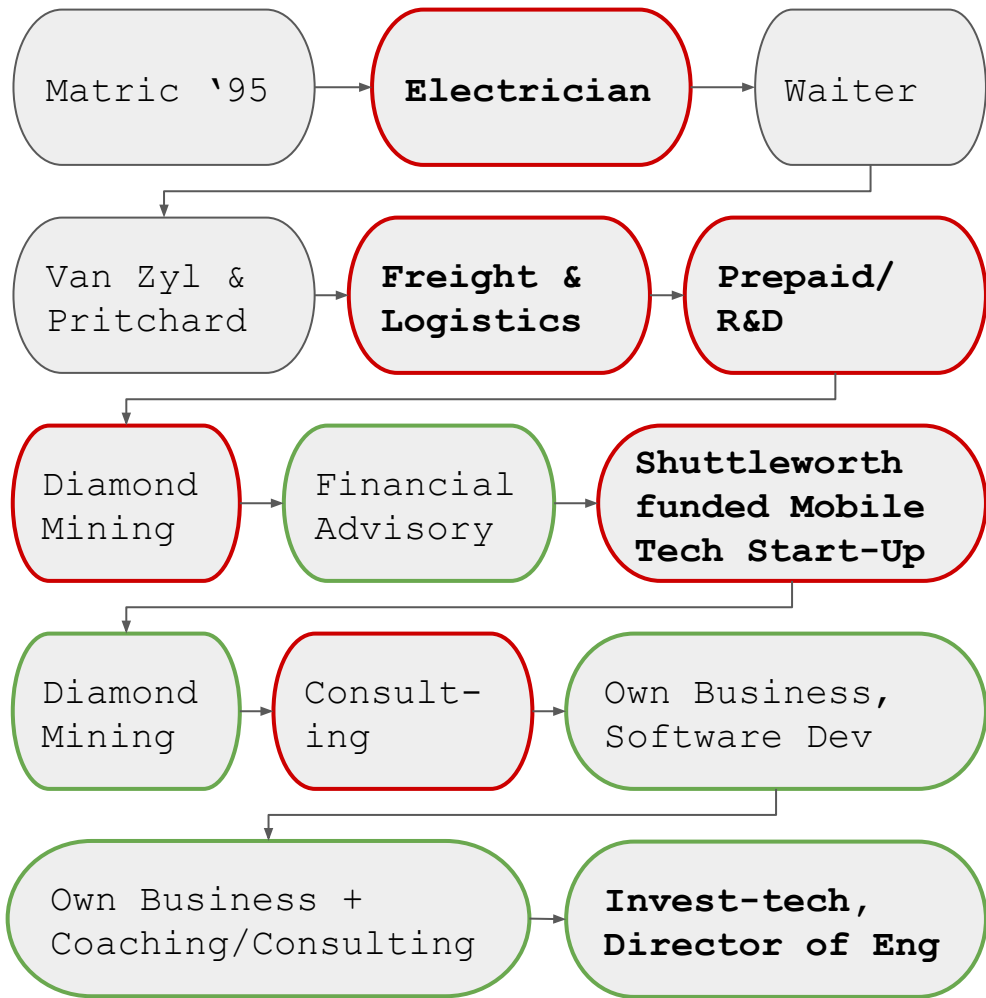 Matric ‘95
Electrician
Waiter
Van Zyl &
Pritchard
Freight &
Logistics
Prepaid/
R&D
Diamond
Mining
Financial
Advisory
Shuttleworth
funded Mobile
Tech Start-Up
Diamond
Mining
Consult-
ing
Own Business,
Software Dev
Own Business +
Coaching/Consulting
Invest-tech,
Director of Eng